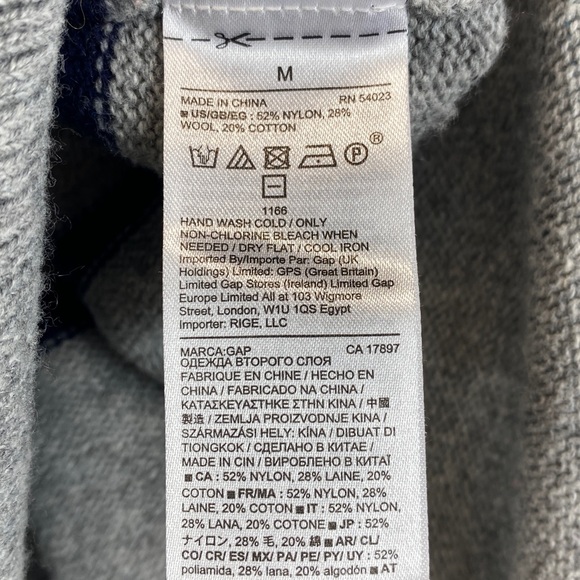 M
MADE IN CHINA RN 54023
US/GB/EG : 52% NYLON, 28%
WOOL, 20% COTTON
P ®
1166
HAND WASH COLD / ONLY
NON-CHLORINE BLEACH WHEN
NEEDED / DRY FLAT / COOL IRON
Imported By/Importe Par: Gap (UK
Holdings) Limited: GPS (Great Britain)
Limited Gap Stores (Ireland) Limited Gap
Europe Limited All at 103 Wigmore
Street, London, W1U 1QS Egypt
Importer: RIGE, LLC
MARCA:GAP CA 17897
ОДЕЖДА ВТОРОГО СЛОЯ
FABRIQUE EN CHINE / HECHO EN
CHINA / FABRICADO NA CHINA /
ΚΑΤΑΣΚΕΥΑΣΤΗΚΕ ΣΤΗΝ ΚΙΝΑ / 中國
製造 / ZEMLJA PROIZVODNJE KINA /
SZÁRMAZÁSI HELY: KÍNA / DIBUAT DI
TIONGKOK / СДЕЛАНО В КИТАЕ /
MADE IN CIN / ВИРОБЛЕНО В КИТАЇ
CA : 52% NYLON, 28% LAINE, 20%
COTON FR/MA : 52% NYLON, 28%
LAINE, 20% COTON IT : 52% NYLON,
28% LANA, 20% COTONE JP : 52%
ナイロン, 28% 毛, 20% 綿 AR/ CL/
CO/ CR/ ES/ MX/ PA/ PE/ PY/ UY : 52%
poliamida, 28% lana, 20% algodón AT